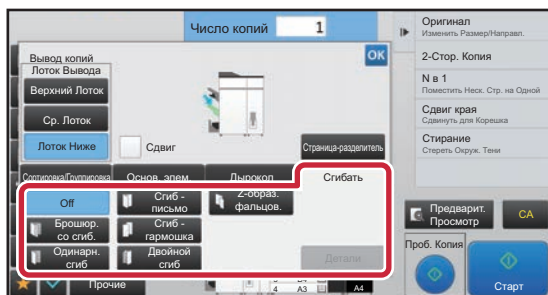 Число копий 1
Вывод копий
OK
Лоток Вывода
Верхний Лоток
Ср. Лоток
Лоток Ниже
Сдвиг
Страница-разделитель
Сортировка/Группировка
Основ. элем.
Дырокол
Сгибать
Off
Сгиб -
письмо
Z-образ.
фальцов.
Брошюр.
со сгиб.
Сгиб -
гармошка
Одинарн.
сгиб
Двойной
сгиб
Детали
Прочие
4 A3
A4
Оригинал
Изменить Размер/Направл.
2-Стор. Копия
N в 1
Поместить Неск. Стр. на Одной
Сдвиг края
Сдвинуть для Корешка
Стирание
Стереть Окруж. Тени
Предварит.
Просмотр
CA
Проб. Копия
Старт